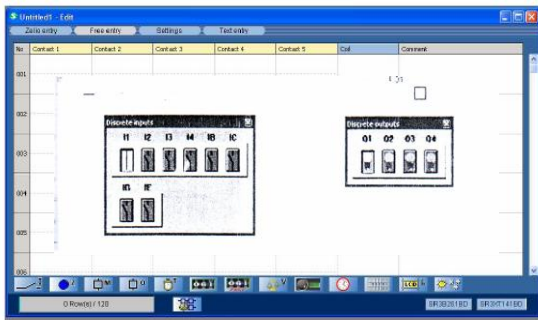 Untitled1 - Edit
Zelio entry Free entry Settings Text entry
No Contact 1 Contact 2 Contact 3 Contact 4 Contact 5 Coil Comment
001
002
Discrete inputs
Discrete outputs
I1 I2 I3 I4 IB IC
Q1 Q2 Q3 Q4
003
ID IE
004
005
006
0 Row(s) / 120
SR3B261BD SR3XT141BD